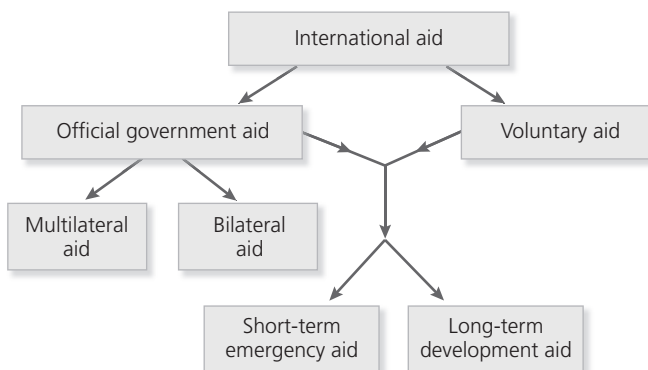 International aid
Official government aid
Voluntary aid
Multilateral
aid
Bilateral
aid
Short-term
emergency aid
Long-term
development aid